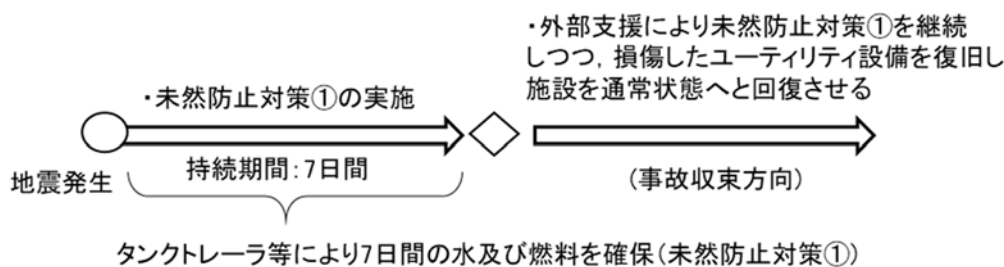 ・外部支援により未然防止対策①を継続
しつつ，損傷したユーティリティ設備を復旧し
施設を通常状態へと回復させる
・未然防止対策①の実施
地震発生
持続期間：7日間
(事故収束方向)
タンクトレーラ等により7日間の水及び燃料を確保(未然防止対策①)